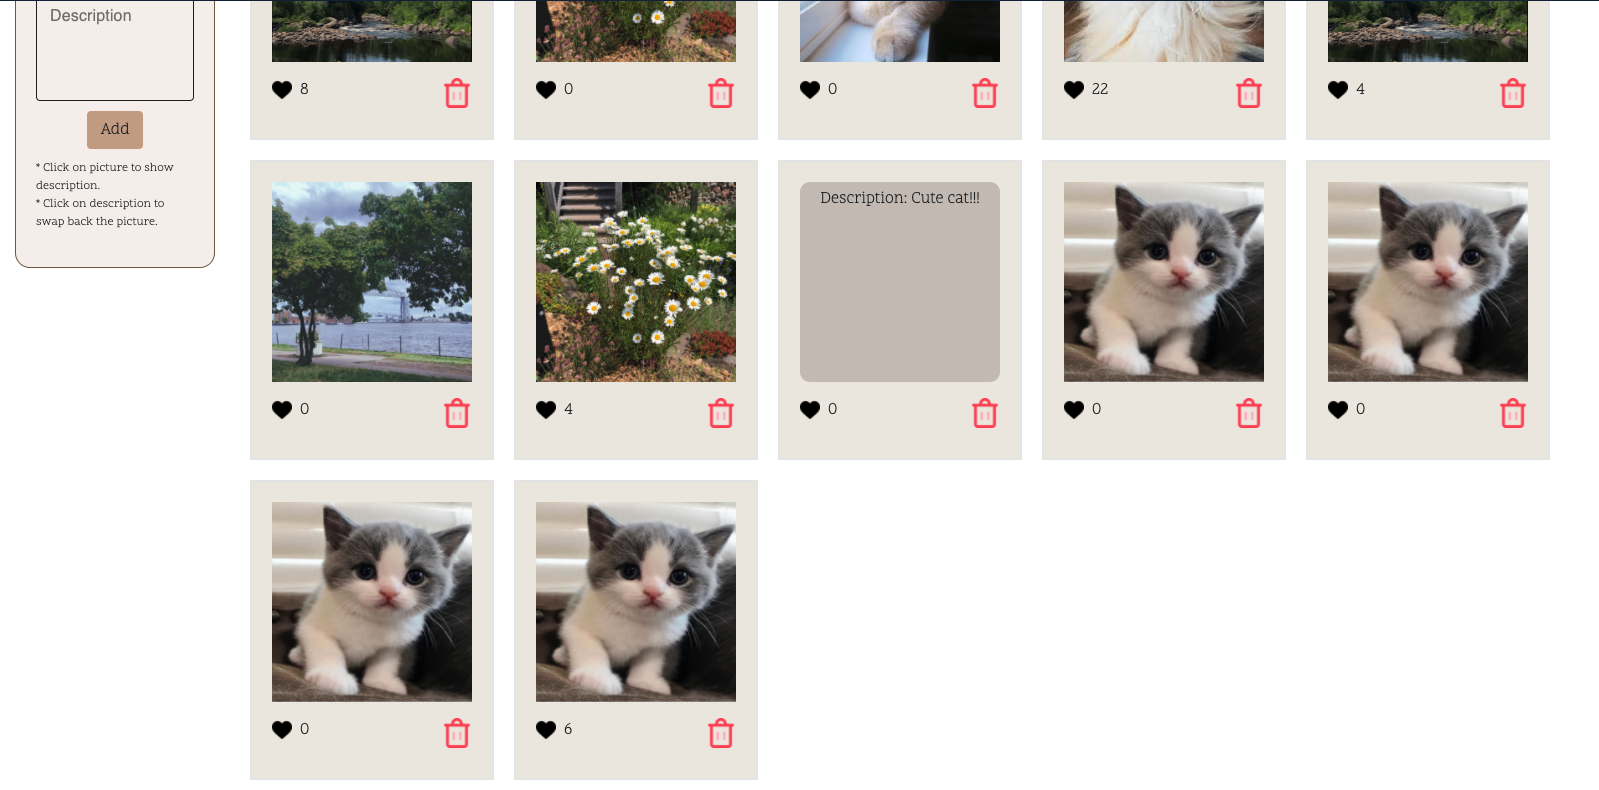 Description
Add
* Click on picture to show
description.
* Click on description to
swap back the picture.
8
0
0
22
4
Description: Cute cat!!!
0
4
0
0
0
0
6